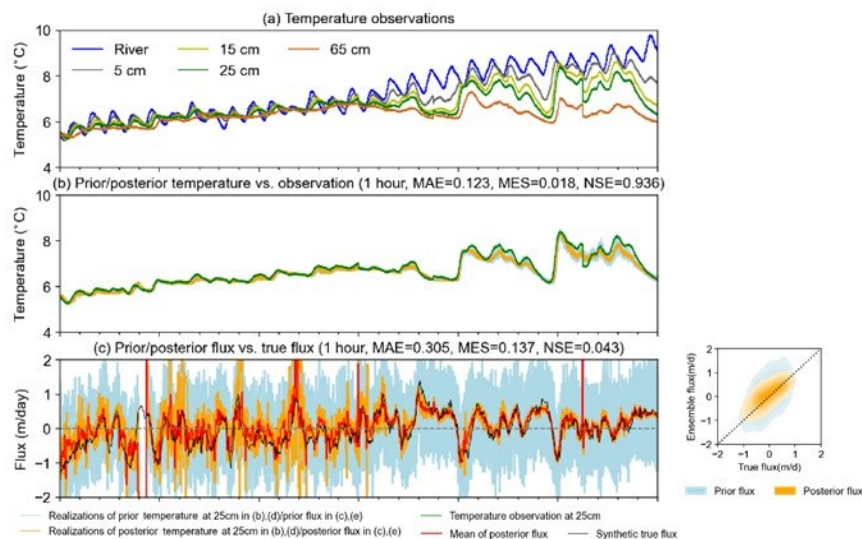 (a) Temperature observations
10
8
6
4
Temperature (°C)
River
15 cm
65 cm
5 cm
25 cm
(b) Prior/posterior temperature vs. observation (1 hour, MAE=0.123, MES=0.018, NSE=0.936)
10
8
6
4
Temperature (°C)
(c) Prior/posterior flux vs. true flux (1 hour, MAE=0.305, MES=0.137, NSE=0.043)
2
1
0
−1
−2
Flux (m/day)
2
1
0
−1
−2
Ensemble flux(m/d)
−2 −1 0 1 2
True flux(m/d)
Prior flux Posterior flux
Realizations of prior temperature at 25cm in (b),(d)/prior flux in (c),(e)
Temperature observation at 25cm
Realizations of posterior temperature at 25cm in (b),(d)/posterior flux in (c),(e)
Mean of posterior flux
Synthetic true flux